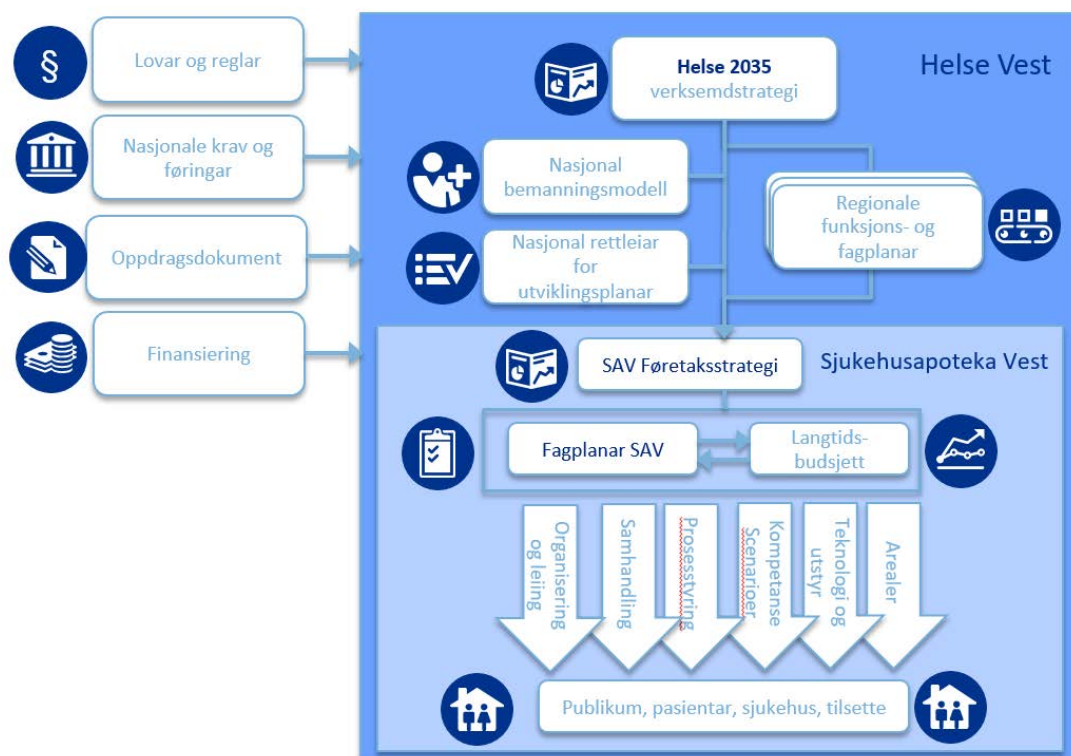 §
Lovar og reglar
Nasjonale krav og
føringar
Oppdragsdokument
Finansiering
Helse Vest
Helse 2035
verksemdstrategi
Nasjonal
bemanningsmodell
Regionale
funksjons- og
fagplanar
Nasjonal rettleiar
for
utviklingsplanar
Sjukehusapoteka Vest
SAV Føretaksstrategi
Fagplanar SAV
Langtids-
budsjett
Organisering
og leiing
Samhandling
Prosesstyring
Kompetanse
Scenarioer
Teknologi og
utstyr
Arealer
Publikum, pasientar, sjukehus, tilsette